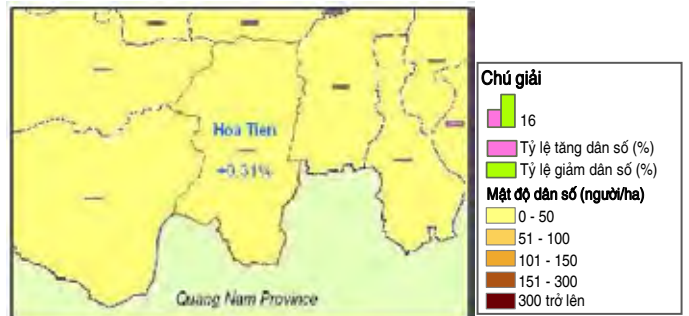 Hoa Tien
+0.31%
Quang Nam Province
Chú giải
16
Tỷ lệ tăng dân số (%)
Tỷ lệ giảm dân số (%)
Mật độ dân số (người/ha)
0 - 50
51 - 100
101 - 150
151 - 300
300 trở lên